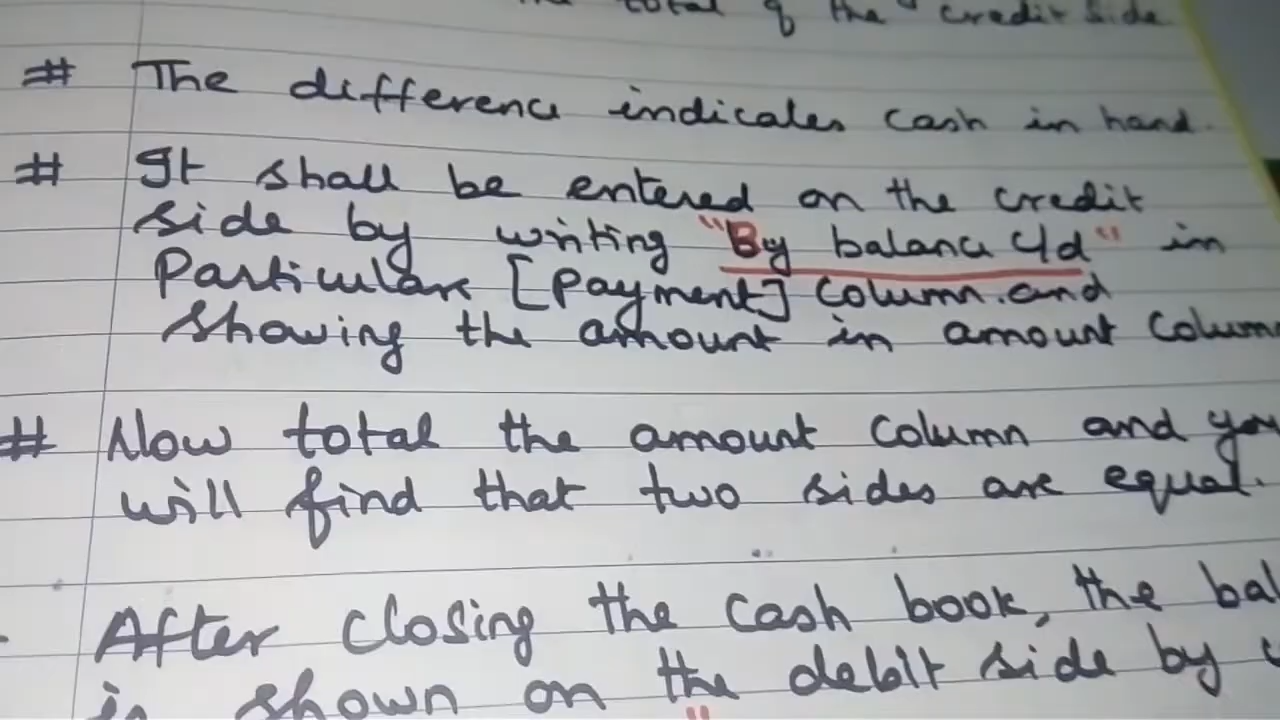 total of the credit side
# The difference indicates cash in hand.
# It shall be entered on the credit
side by writing "By balance c/d" in
Particulars [Payment] column.and
showing the amount in amount Column
# Now total the amount column and you
will find that two sides are equal.
After closing the cash book, the bal
is shown on the debit side by